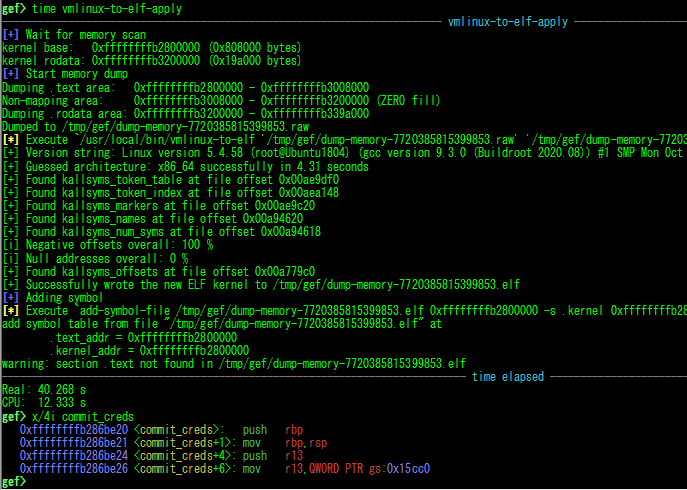 gef> time vmlinux-to-elf-apply
vmlinux-to-elf-apply
[+] Wait for memory scan
kernel base:   0xffffffffb2800000 (0x808000 bytes)
kernel rodata: 0xffffffffb3200000 (0x19a000 bytes)
[+] Start memory dump
Dumping .text area:   0xffffffffb2800000 - 0xffffffffb3008000
Non-mapping area:     0xffffffffb3008000 - 0xffffffffb3200000 (ZERO fill)
Dumping .rodata area: 0xffffffffb3200000 - 0xffffffffb339a000
Dumped to /tmp/gef/dump-memory-7720385815399853.raw
[*] Execute `/usr/local/bin/vmlinux-to-elf '/tmp/gef/dump-memory-7720385815399853.raw' '/tmp/gef/dump-memory-77203
[+] Version string: Linux version 5.4.58 (root@Ubuntu1804) (gcc version 9.3.0 (Buildroot 2020.08)) #1 SMP Mon Oct
[+] Guessed architecture: x86_64 successfully in 4.31 seconds
[+] Found kallsyms_token_table at file offset 0x00ae9df0
[+] Found kallsyms_token_index at file offset 0x00aea148
[+] Found kallsyms_markers at file offset 0x00ae9c20
[+] Found kallsyms_names at file offset 0x00a94620
[+] Found kallsyms_num_syms at file offset 0x00a94618
[i] Negative offsets overall: 100 %
[i] Null addresses overall: 0 %
[+] Found kallsyms_offsets at file offset 0x00a779c0
[+] Successfully wrote the new ELF kernel to /tmp/gef/dump-memory-7720385815399853.elf
[+] Adding symbol
[*] Execute `add-symbol-file /tmp/gef/dump-memory-7720385815399853.elf 0xffffffffb2800000 -s .kernel 0xffffffffb28
add symbol table from file "/tmp/gef/dump-memory-7720385815399853.elf" at
.text_addr = 0xffffffffb2800000
.kernel_addr = 0xffffffffb2800000
warning: section .text not found in /tmp/gef/dump-memory-7720385815399853.elf
time elapsed
Real: 40.268 s
CPU:  12.333 s
gef> x/4i commit_creds
0xffffffffb286be20 <commit_creds>:   push   rbp
0xffffffffb286be21 <commit_creds+1>: mov    rbp,rsp
0xffffffffb286be24 <commit_creds+4>: push   r13
0xffffffffb286be26 <commit_creds+6>: mov    r13,QWORD PTR gs:0x15cc0
gef>